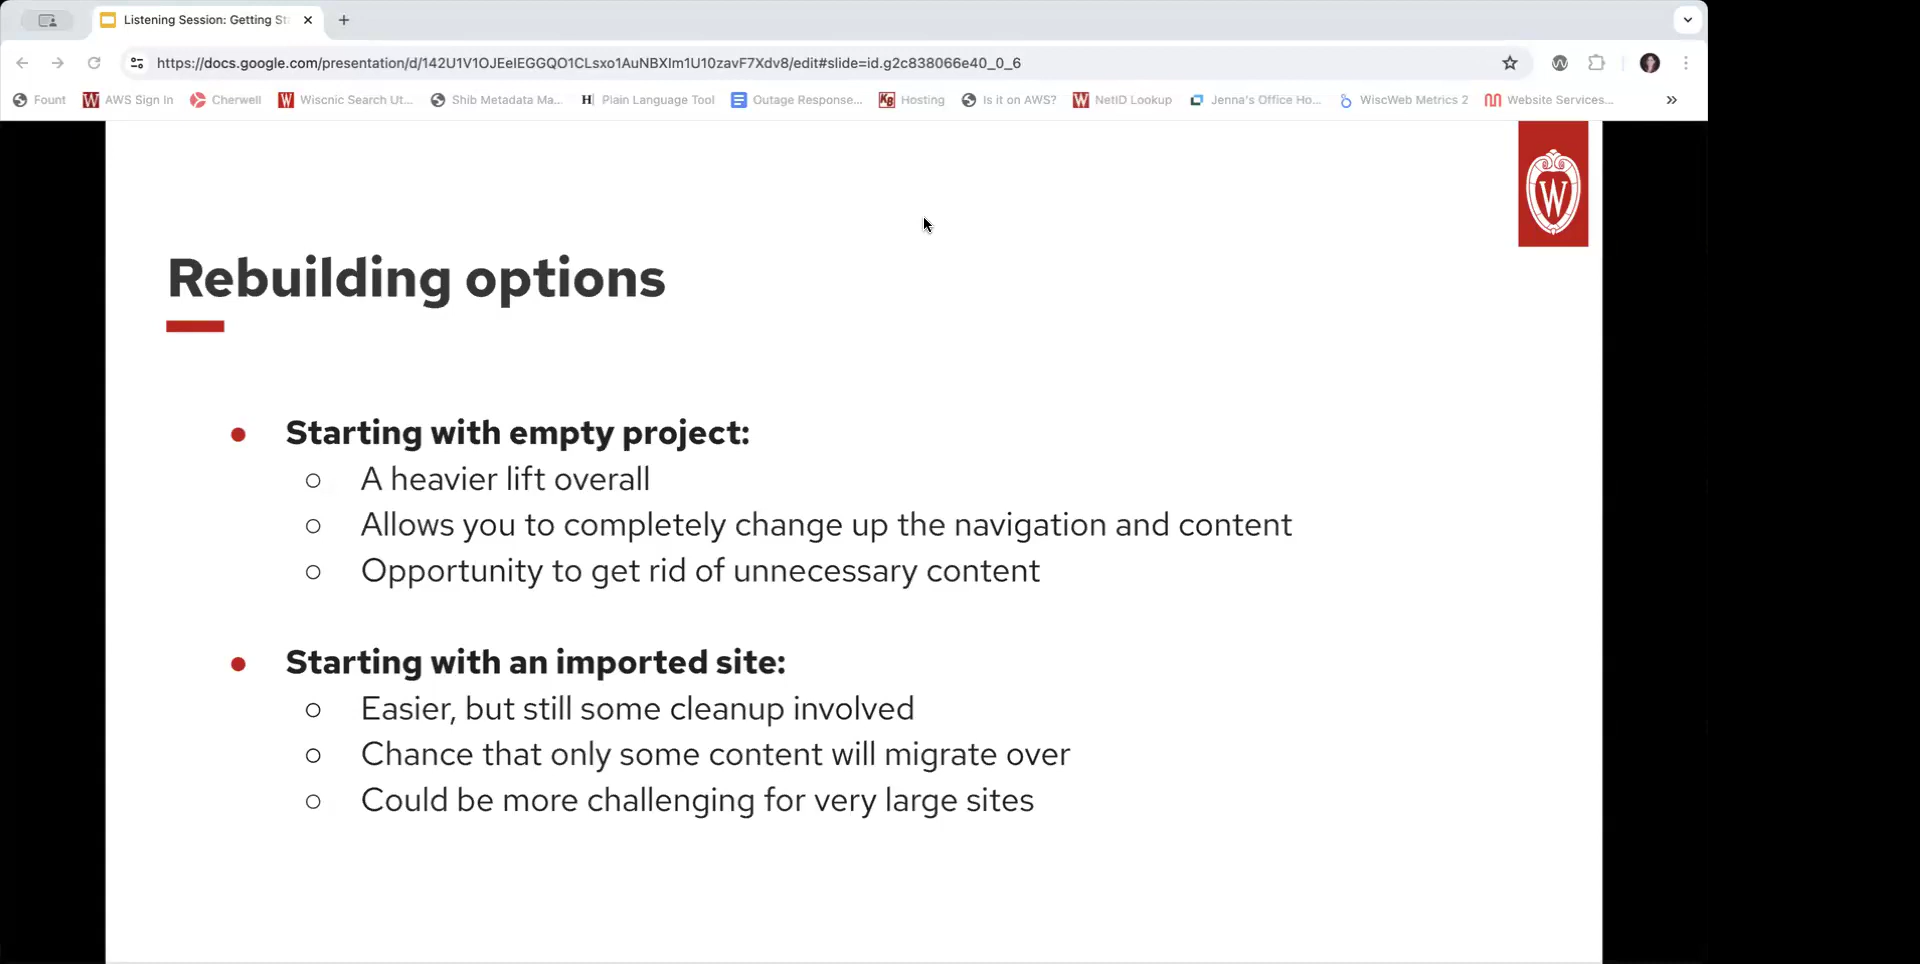 Listening Session: Getting St
https://docs.google.com/presentation/d/142U1V1OJEelEGGQO1CLsxo1AuNBXIm1U10zavF7Xdv8/edit#slide=id.g2c838066e40_0_6
Fount AWS Sign In Cherwell Wiscnic Search Ut... Shib Metadata Ma... Plain Language Tool Outage Response... Hosting Is it on AWS? NetID Lookup Jenna's Office Ho... WiscWeb Metrics 2 Website Services...
W
Rebuilding options
Starting with empty project:
A heavier lift overall
Allows you to completely change up the navigation and content
Opportunity to get rid of unnecessary content
Starting with an imported site:
Easier, but still some cleanup involved
Chance that only some content will migrate over
Could be more challenging for very large sites